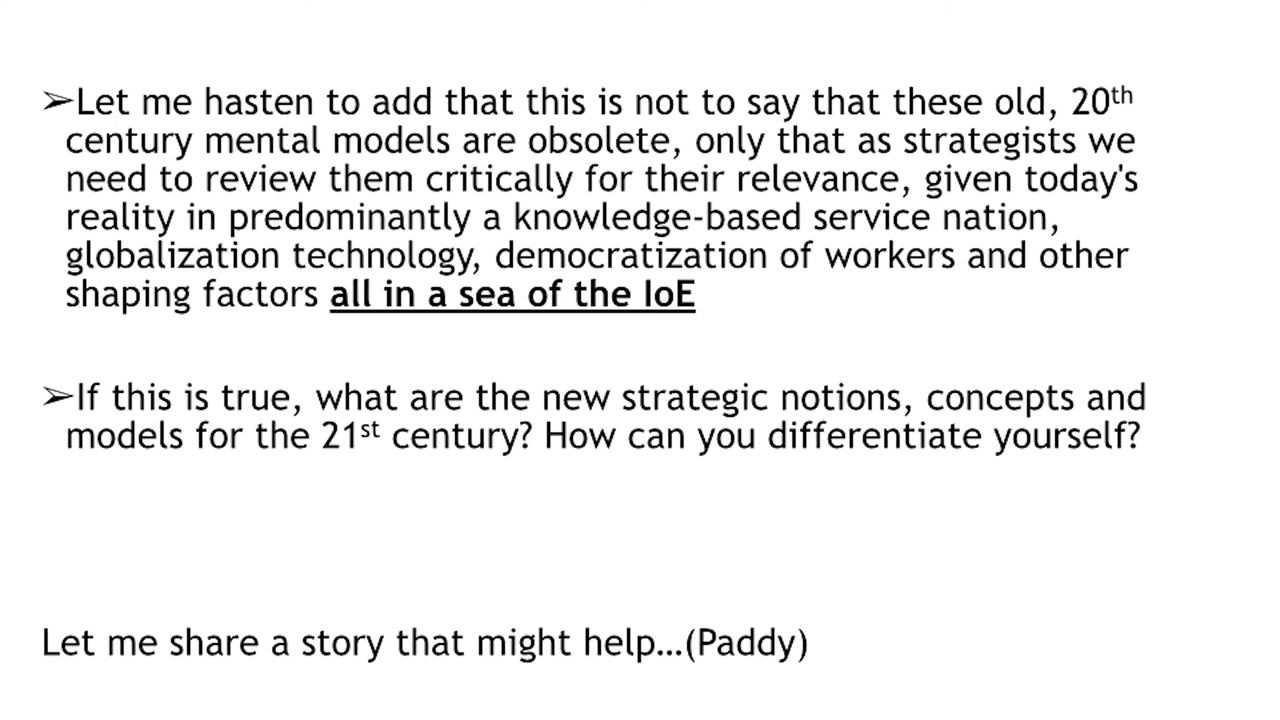 ➢Let me hasten to add that this is not to say that these old, 20th
century mental models are obsolete, only that as strategists we
need to review them critically for their relevance, given today's
reality in predominantly a knowledge-based service nation,
globalization technology, democratization of workers and other
shaping factors all in a sea of the IoE
➢If this is true, what are the new strategic notions, concepts and
models for the 21st century? How can you differentiate yourself?
Let me share a story that might help…(Paddy)